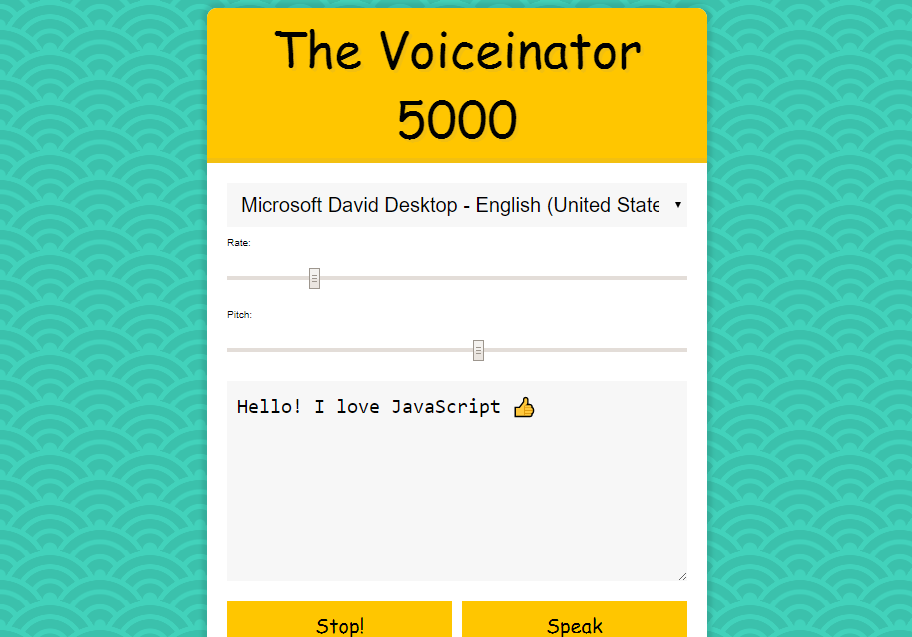 The Voiceinator
5000
Microsoft David Desktop - English (United State
Rate:
Pitch:
Hello! I love JavaScript 👍
Stop!
Speak